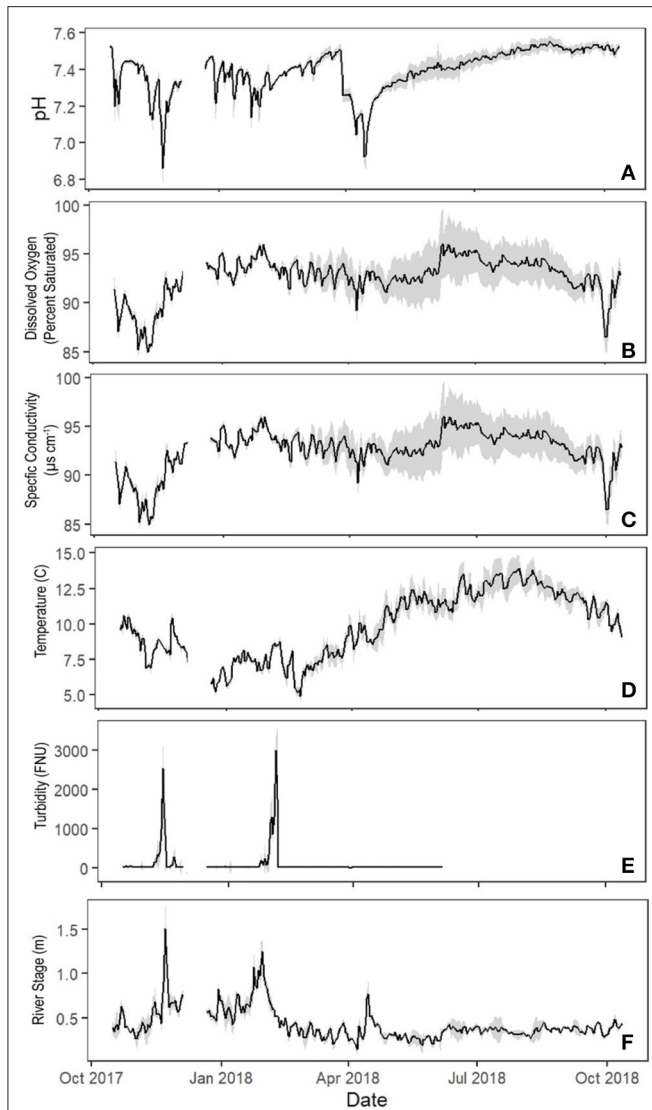 7.6
7.4
7.2
7.0
6.8
pH
A
100
95
92
85
Dissolved Oxygen
(Percent Saturated)
B
100
95
92
85
Specfic Conductivity
(µs cm⁻¹)
C
15.0
12.5
10.0
7.5
5.0
Temperature (C)
D
3000
2000
1000
0
Turbidity (FNU)
E
1.5
1.0
0.5
River Stage (m)
F
Oct 2017 Jan 2018 Apr 2018 Jul 2018 Oct 2018
Date